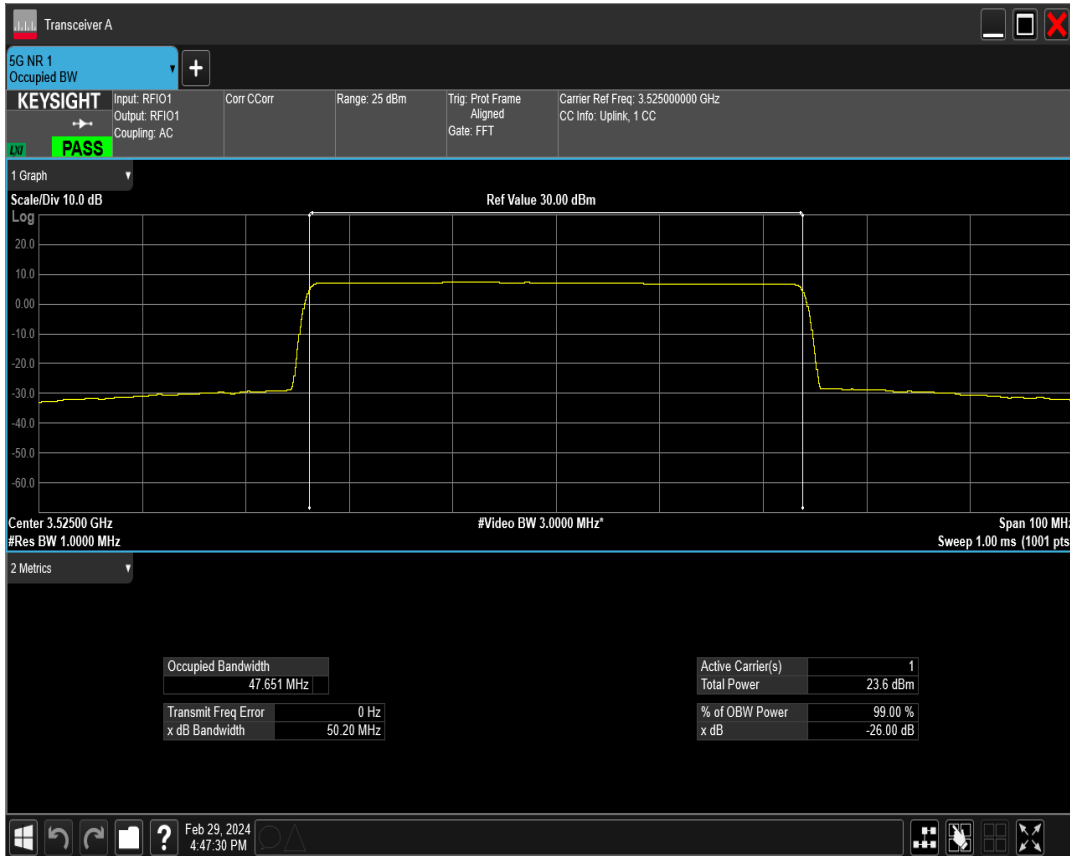 Transceiver A
5G NR 1
Occupied BW
KEYSIGHT
LXI
PASS
Input: RFIO1
Output: RFIO1
Coupling: AC
Corr CCorr
Range: 25 dBm
Trig: Prot Frame
Aligned
Gate: FFT
Carrier Ref Freq: 3.525000000 GHz
CC Info: Uplink, 1 CC
1 Graph
Scale/Div 10.0 dB
Ref Value 30.00 dBm
Log
20.0
10.0
0.00
-10.0
-20.0
-30.0
-40.0
-50.0
-60.0
Center 3.52500 GHz
#Video BW 3.0000 MHz*
Span 100 MHz
#Res BW 1.0000 MHz
Sweep 1.00 ms (1001 pts
2 Metrics
Occupied Bandwidth
47.651 MHz
Transmit Freq Error 0 Hz
x dB Bandwidth 50.20 MHz
Active Carrier(s) 1
Total Power 23.6 dBm
% of OBW Power 99.00 %
x dB -26.00 dB
?
Feb 29, 2024
4:47:30 PM